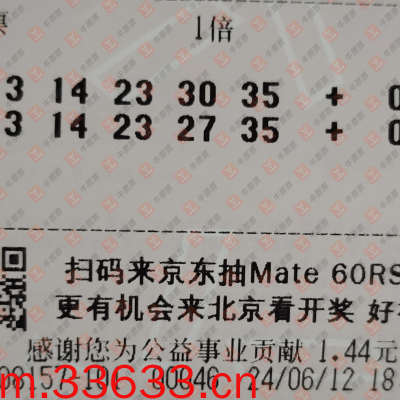 票 1倍
3 14 23 30 35 + 0
3 14 23 27 35 + 0
扫码来京东抽Mate 60RS
更有机会来北京看开奖 好
感谢您为公益事业贡献 1.44元
24/06/12 18
m.33633.cn